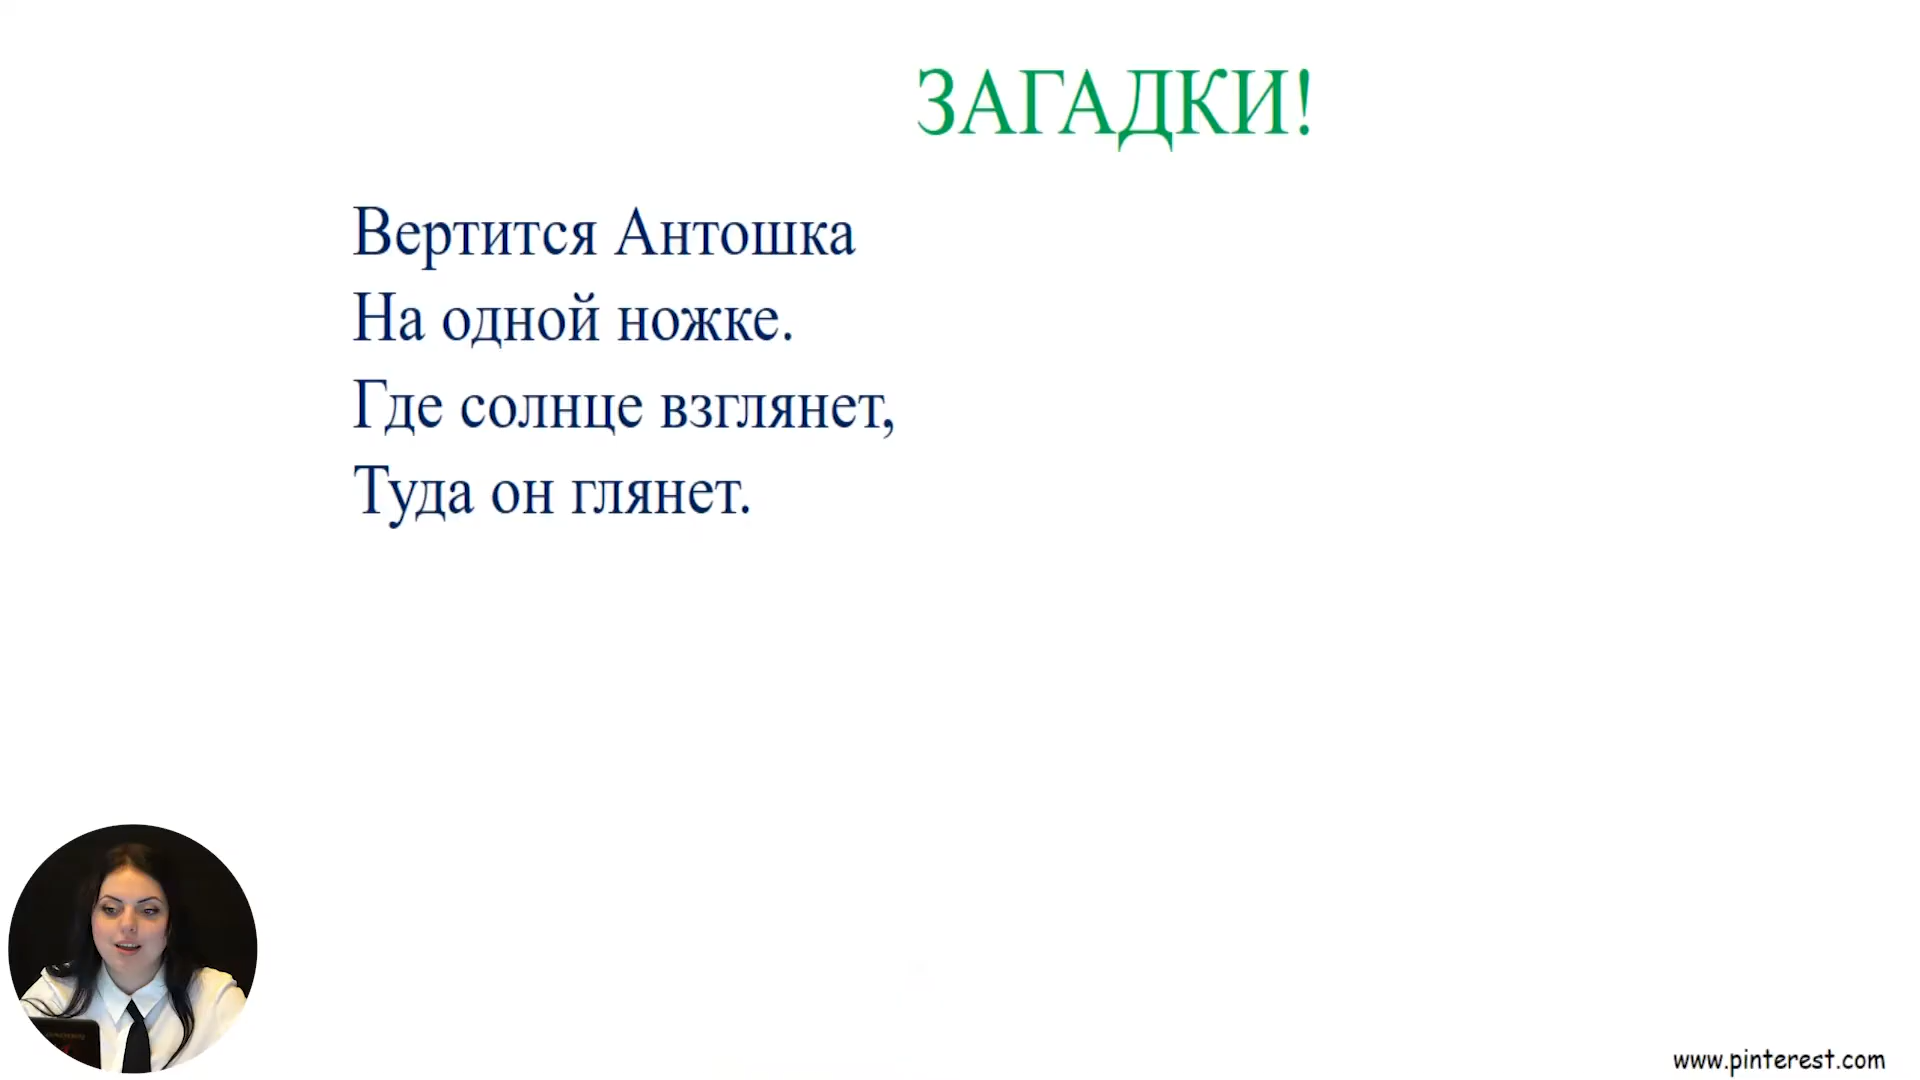 ЗАГАДКИ!
Вертится Антошка
На одной ножке.
Где солнце взглянет,
Туда он глянет.
www.pinterest.com